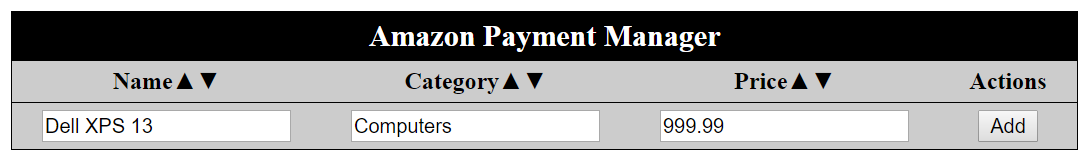 Amazon Payment Manager
Name▲▼ Category▲▼ Price▲▼ Actions
Dell XPS 13 Computers 999.99 Add